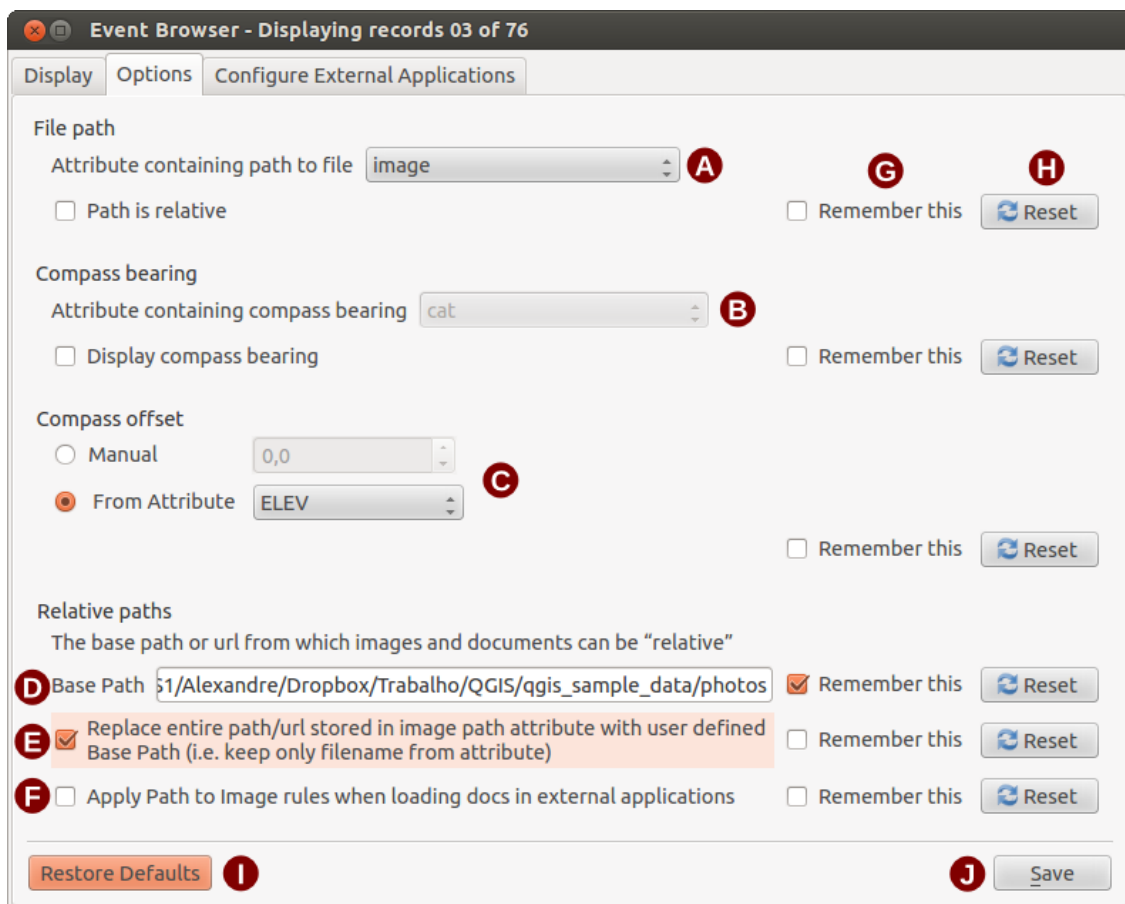 Event Browser - Displaying records 03 of 76
Display Options Configure External Applications
File path
Attribute containing path to file image A G H
Path is relative Remember this Reset
Compass bearing
Attribute containing compass bearing cat B
Display compass bearing Remember this Reset
Compass offset
Manual 0,0
C
From Attribute ELEV
Remember this Reset
Relative paths
The base path or url from which images and documents can be “relative”
D Base Path S1/Alexandre/Dropbox/Trabalho/QGIS/qgis_sample_data/photos Remember this Reset
E Replace entire path/url stored in image path attribute with user defined
Base Path (i.e. keep only filename from attribute) Remember this Reset
F Apply Path to Image rules when loading docs in external applications Remember this Reset
Restore Defaults I J Save